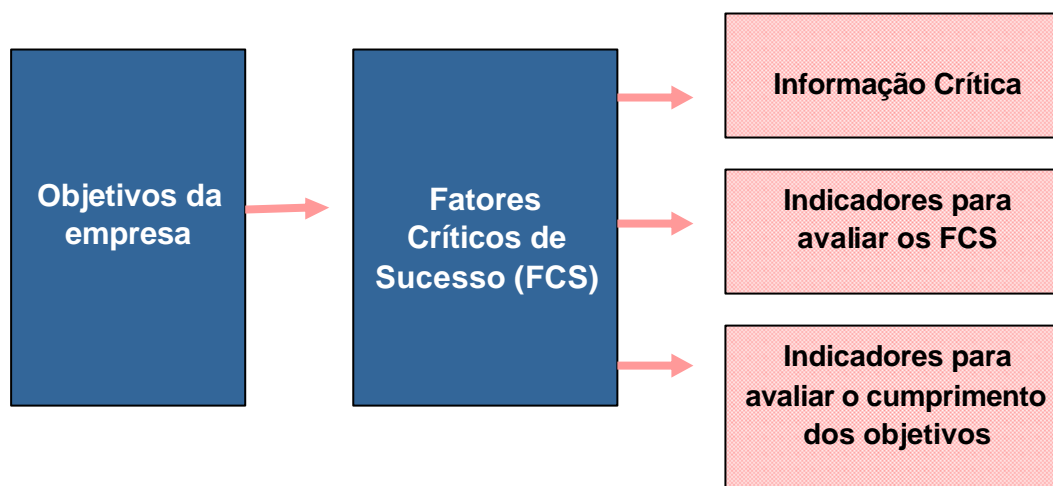 Objetivos da
empresa
Fatores
Críticos de
Sucesso (FCS)
Informação Crítica
Indicadores para
avaliar os FCS
Indicadores para
avaliar o cumprimento
dos objetivos